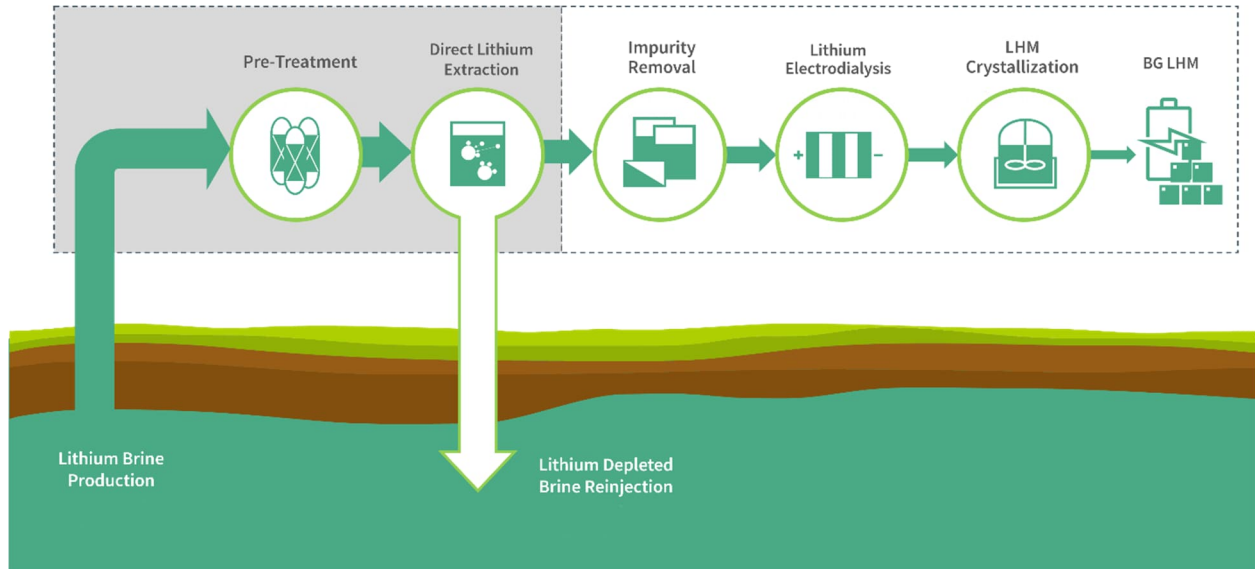 Pre-Treatment
Direct Lithium
Extraction
Impurity
Removal
Lithium
Electrodialysis
LHM
Crystallization
BG LHM
+
−
Lithium Brine
Production
Lithium Depleted
Brine Reinjection